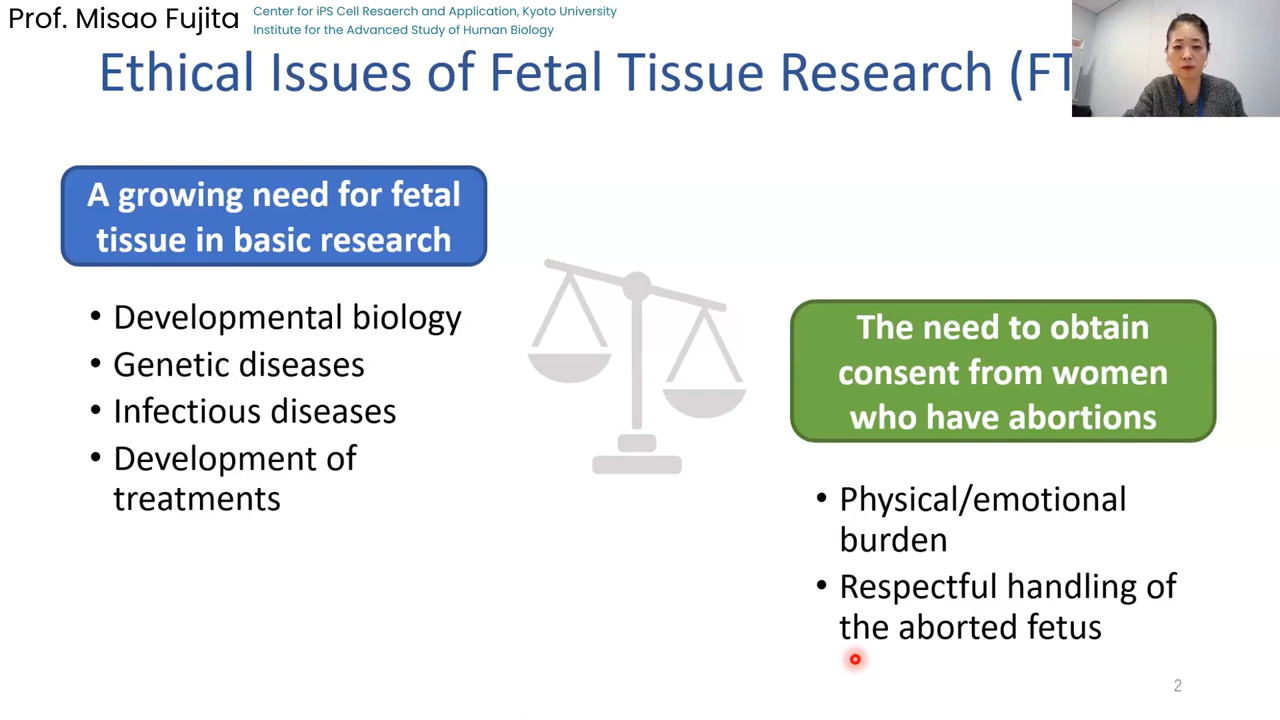 Prof. Misao Fujita
Center for iPS Cell Resaerch and Application, Kyoto University
Institute for the Advanced Study of Human Biology
Ethical Issues of Fetal Tissue Research (FT
A growing need for fetal
tissue in basic research
• Developmental biology
• Genetic diseases
• Infectious diseases
• Development of
treatments
The need to obtain
consent from women
who have abortions
• Physical/emotional
burden
• Respectful handling of
the aborted fetus
2